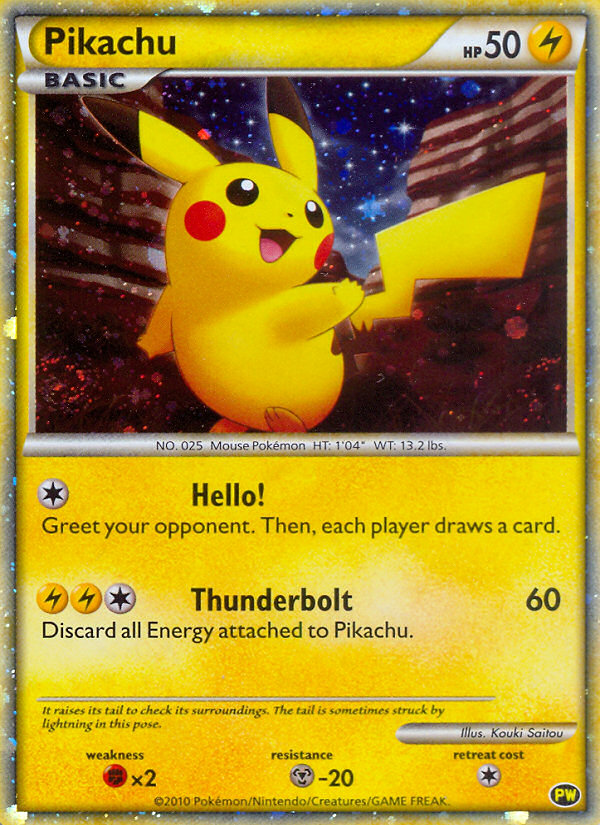 Pikachu HP 50
BASIC
NO. 025 Mouse Pokémon HT: 1'04" WT: 13.2 lbs.
Hello!
Greet your opponent. Then, each player draws a card.
Thunderbolt 60
Discard all Energy attached to Pikachu.
It raises its tail to check its surroundings. The tail is sometimes struck by
lightning in this pose.
Illus. Kouki Saitou
weakness resistance retreat cost
×2 -20
©2010 Pokémon/Nintendo/Creatures/GAME FREAK.
PW